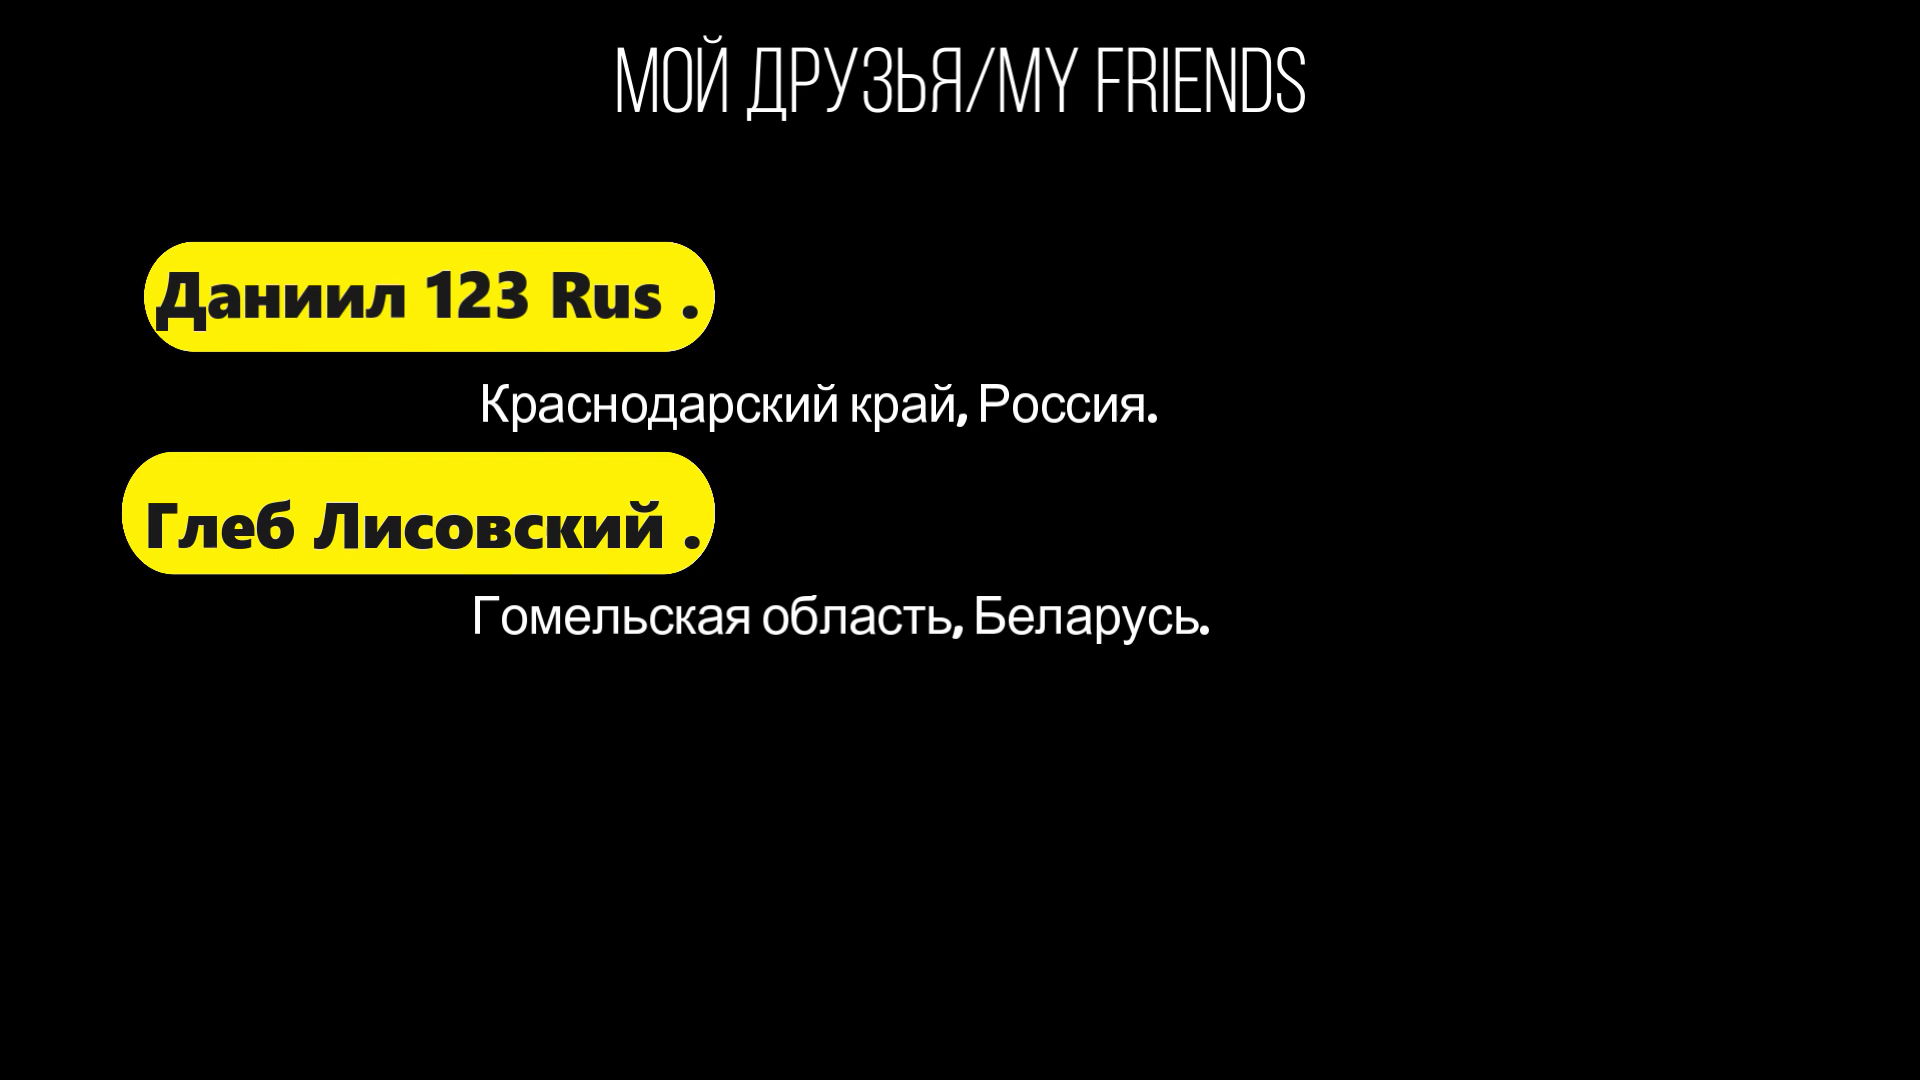 МОЙ ДРУЗЬЯ/MY FRIENDS
Даниил 123 Rus .
Краснодарский край, Россия.
Глеб Лисовский .
Гомельская область, Беларусь.